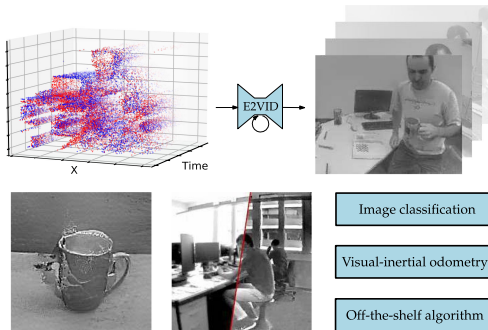 E2VID
Time
X
Image classification
Visual-inertial odometry
Off-the-shelf algorithm